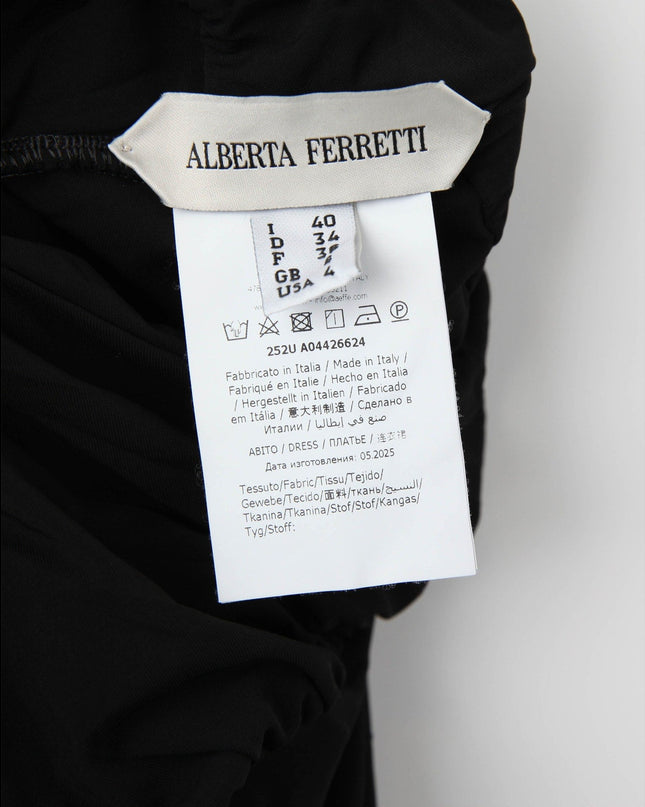 ALBERTA FERRETTI
I 40
D 34
F
GB 4
USA
252U A04426624
Fabbricato in Italia / Made in Italy /
Fabriqué en Italie / Hecho en Italia
/ Hergestellt in Italien / Fabricado
em Itália / 意大利制造 / Сделано в
Италии / صنع في إيطاليا
ABITO / DRESS / ПЛАТЬЕ / 连衣裙
Дата изготовления: 05.2025
Tessuto/Fabric/Tissu/Tejido/
Gewebe/Tecido/面料/ткань/النسيج/
Tkanina/Tkanina/Stof/Stof/Kangas/
Tyg/Stoff: